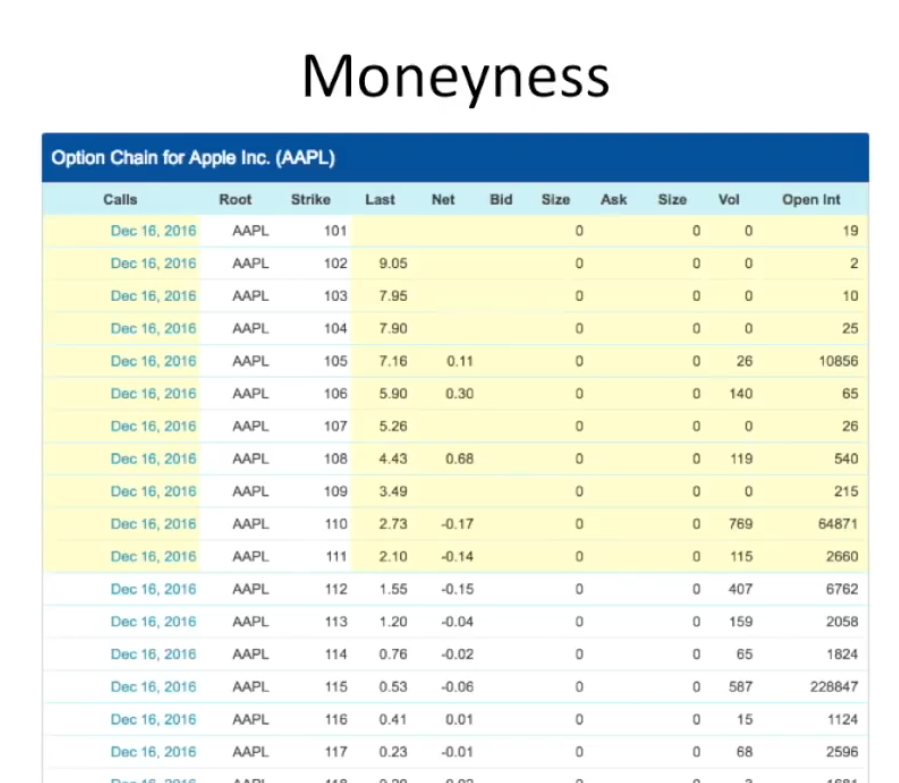 Moneyness
Option Chain for Apple Inc. (AAPL)
Calls Root Strike Last Net Bid Size Ask Size Vol Open Int
Dec 16, 2016 AAPL 101 0 0 0 19
Dec 16, 2016 AAPL 102 9.05 0 0 0 2
Dec 16, 2016 AAPL 103 7.95 0 0 0 10
Dec 16, 2016 AAPL 104 7.90 0 0 0 25
Dec 16, 2016 AAPL 105 7.16 0.11 0 0 26 10856
Dec 16, 2016 AAPL 106 5.90 0.30 0 0 140 65
Dec 16, 2016 AAPL 107 5.26 0 0 0 26
Dec 16, 2016 AAPL 108 4.43 0.68 0 0 119 540
Dec 16, 2016 AAPL 109 3.49 0 0 0 215
Dec 16, 2016 AAPL 110 2.73 -0.17 0 0 769 64871
Dec 16, 2016 AAPL 111 2.10 -0.14 0 0 115 2660
Dec 16, 2016 AAPL 112 1.55 -0.15 0 0 407 6762
Dec 16, 2016 AAPL 113 1.20 -0.04 0 0 159 2058
Dec 16, 2016 AAPL 114 0.76 -0.02 0 0 65 1824
Dec 16, 2016 AAPL 115 0.53 -0.06 0 0 587 228847
Dec 16, 2016 AAPL 116 0.41 0.01 0 0 15 1124
Dec 16, 2016 AAPL 117 0.23 -0.01 0 0 68 2596